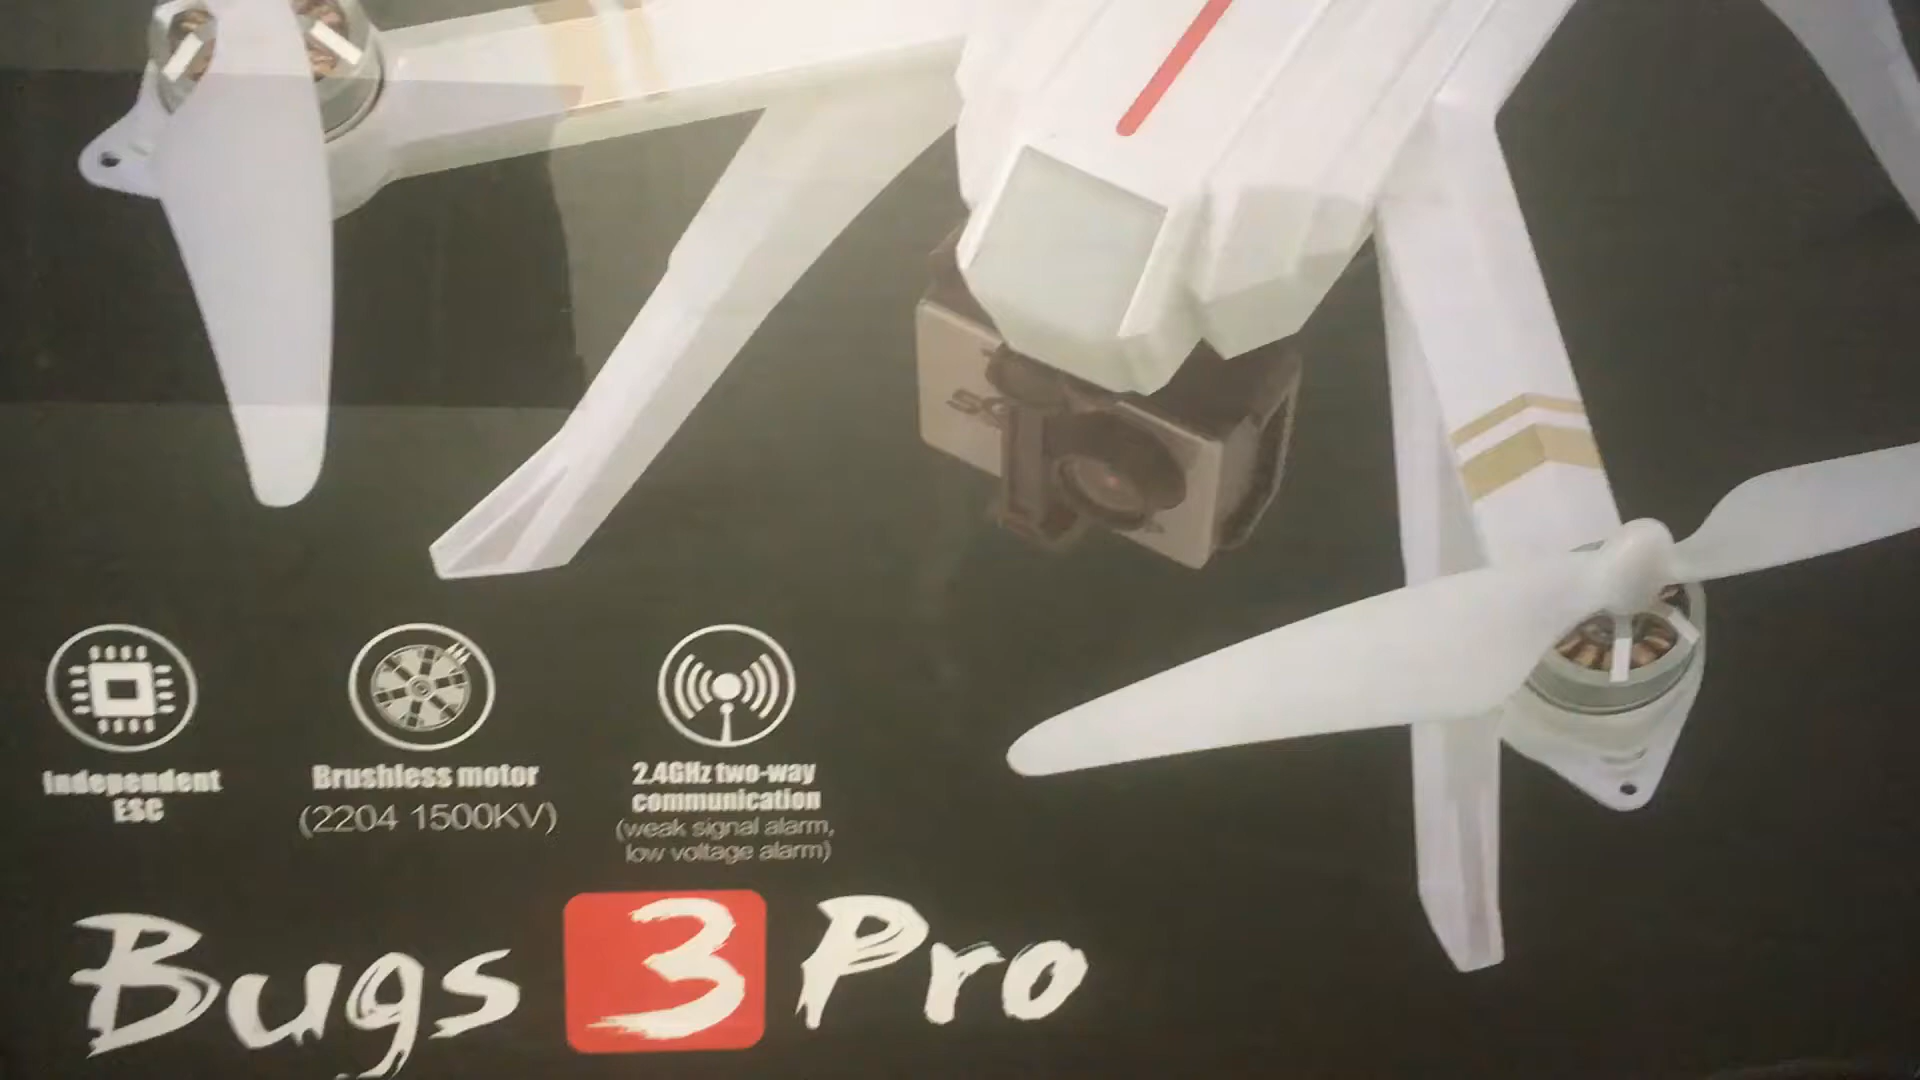 Independent
ESC
Brushless motor
(2204 1500KV)
2.4GHz two-way
communication
(weak signal alarm,
low voltage alarm)
Bugs 3 Pro